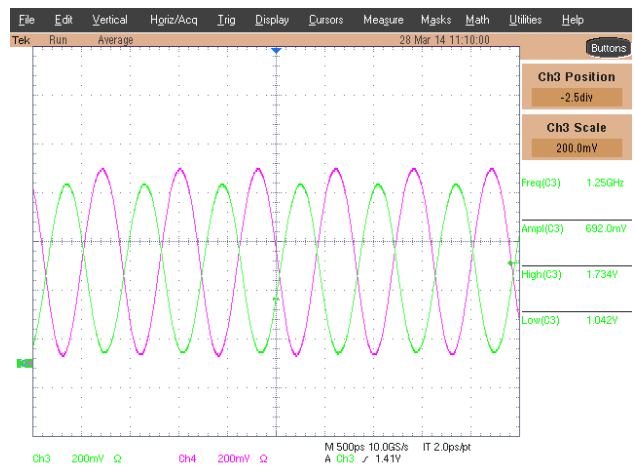 File Edit Vertical Horiz/Acq Trig Display Cursors Measure Masks Math Utilities Help
Tek Run Average 28 Mar 14 11:10:00
Buttons
Ch3 Position
-2.5div
Ch3 Scale
200.0mV
Freq(C3) 1.25GHz
Ampl(C3) 692.0mV
High(C3) 1.734V
Low(C3) 1.042V
M 500ps 10.0GS/s IT 2.0ps/pt
Ch3 200mV Ω Ch4 200mV Ω A Ch3 ∕ 1.41V